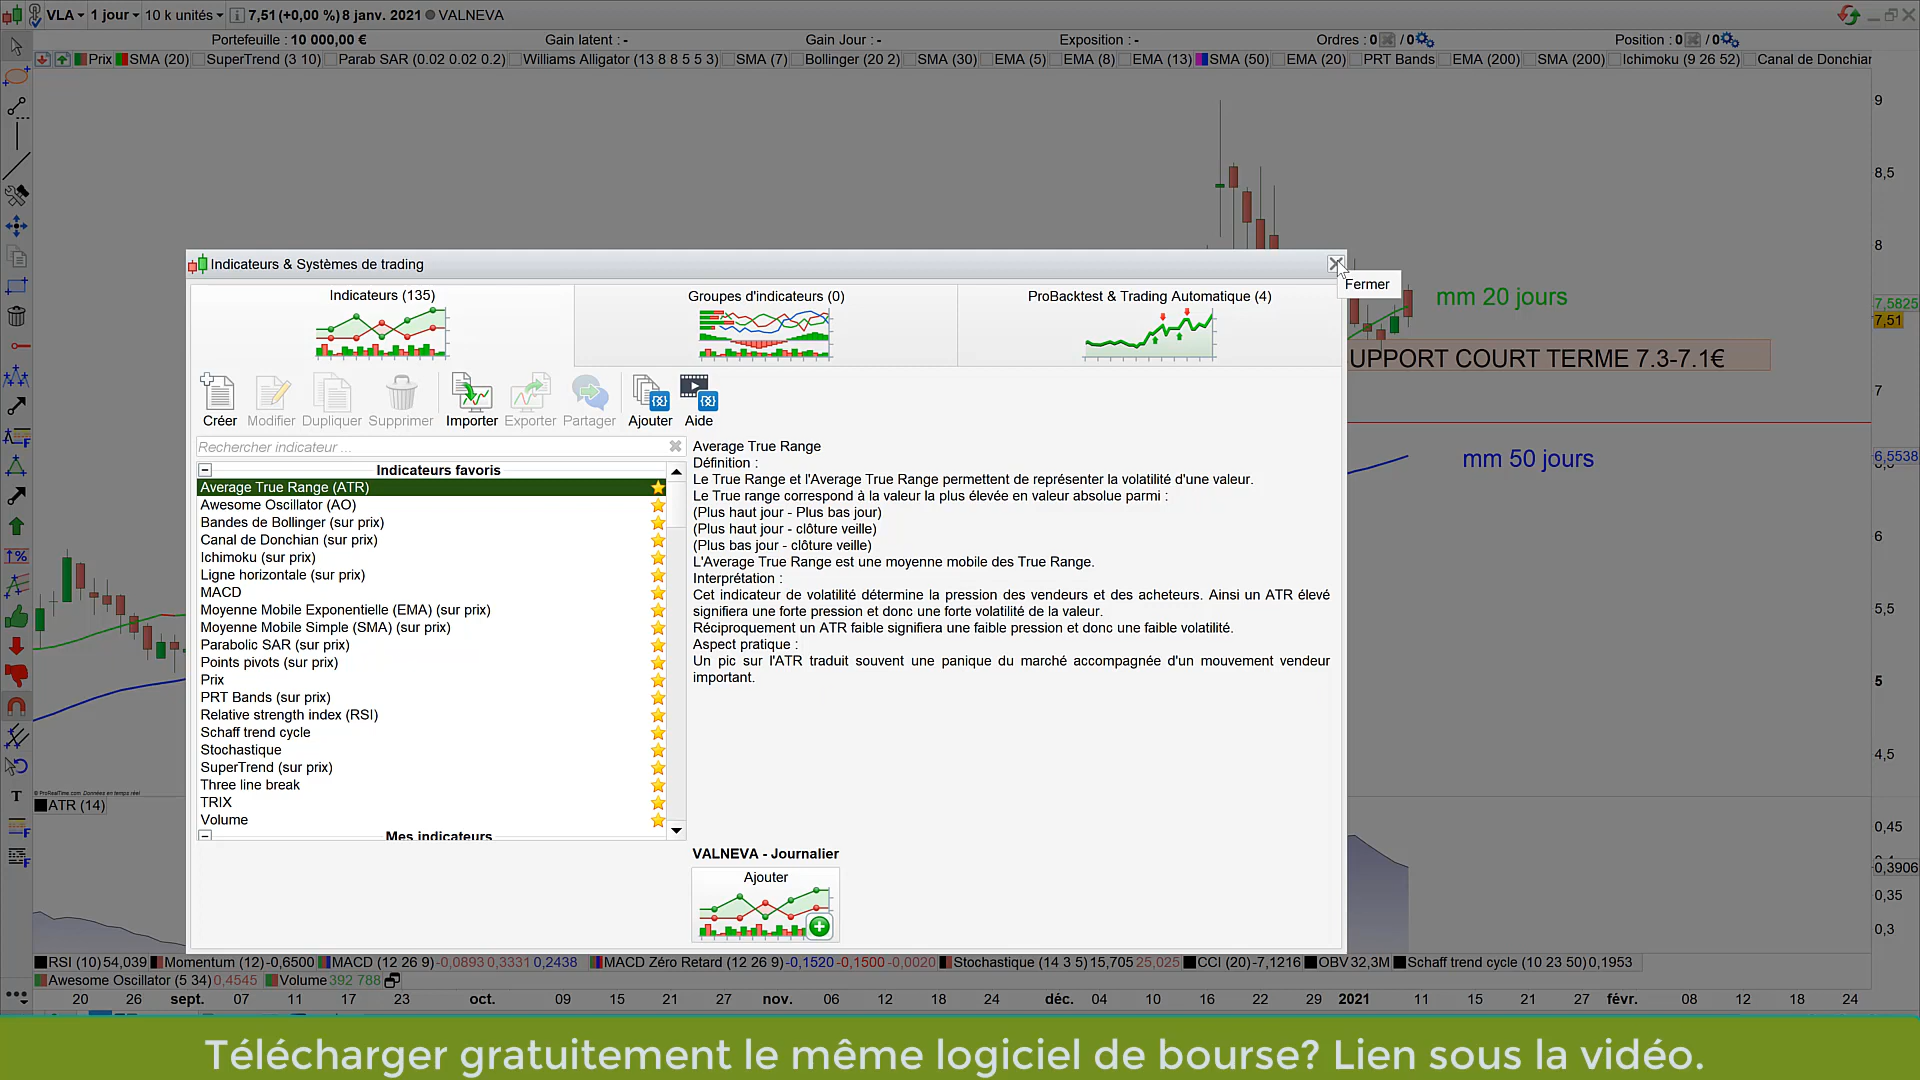 VLA 1 jour 10 k unités 7,51 (+0,00 %) 8 janv. 2021 VALNEVA
Portefeuille : 10 000,00 € Gain latent : - Gain Jour : - Exposition : - Ordres : 0 / 0 Position : 0 / 0
Prix SMA (20) SuperTrend (3 10) Parab SAR (0.02 0.02 0.2) Williams Alligator (13 8 8 5 5 3) SMA (7) Bollinger (20 2) SMA (30) EMA (5) EMA (8) EMA (13) SMA (50) EMA (20) PRT Bands EMA (200) SMA (200) Ichimoku (9 26 52) Canal de Donchian
9
8,5
8
Indicateurs & Systèmes de trading
Fermer
Indicateurs (135)
Groupes d'indicateurs (0)
ProBacktest & Trading Automatique (4)
mm 20 jours
7,5825
7,51
UPPORT COURT TERME 7.3-7.1€
7
mm 50 jours
6,5538
6
5,5
5
4,5
Créer Modifier Dupliquer Supprimer Importer Exporter Partager Ajouter Aide
Rechercher indicateur ...
Indicateurs favoris
Average True Range (ATR)
Awesome Oscillator (AO)
Bandes de Bollinger (sur prix)
Canal de Donchian (sur prix)
Ichimoku (sur prix)
Ligne horizontale (sur prix)
MACD
Moyenne Mobile Exponentielle (EMA) (sur prix)
Moyenne Mobile Simple (SMA) (sur prix)
Parabolic SAR (sur prix)
Points pivots (sur prix)
Prix
PRT Bands (sur prix)
Relative strength index (RSI)
Schaff trend cycle
Stochastique
SuperTrend (sur prix)
Three line break
TRIX
Volume
Mes indicateurs
Average True Range
Définition :
Le True Range et l'Average True Range permettent de représenter la volatilité d'une valeur.
Le True range correspond à la valeur la plus élevée en valeur absolue parmi :
(Plus haut jour - Plus bas jour)
(Plus haut jour - clôture veille)
(Plus bas jour - clôture veille)
L'Average True Range est une moyenne mobile des True Range.
Interprétation :
Cet indicateur de volatilité détermine la pression des vendeurs et des acheteurs. Ainsi un ATR élevé
signifiera une forte pression et donc une forte volatilité de la valeur.
Réciproquement un ATR faible signifiera une faible pression et donc une faible volatilité.
Aspect pratique :
Un pic sur l'ATR traduit souvent une panique du marché accompagnée d'un mouvement vendeur
important.
VALNEVA - Journalier
Ajouter
© ProRealTime.com Données en temps réel
ATR (14)
0,45
0,3906
0,35
0,3
RSI (10) 54,039 Momentum (12) -0,6500 MACD (12 26 9) -0,0893 0,3331 0,2438 MACD Zéro Retard (12 26 9) -0,1520 -0,1500 -0,0020 Stochastique (14 3 5) 15,705 25,025 CCI (20) -7,1216 OBV 32,3M Schaff trend cycle (10 23 50) 0,1953
Awesome Oscillator (5 34) 0,4545 Volume 392 788
20 26 sept. 07 11 17 23 oct. 09 15 21 27 nov. 06 12 18 24 déc. 04 10 16 22 29 2021 11 15 21 27 févr. 08 12 18 24
Télécharger gratuitement le même logiciel de bourse? Lien sous la vidéo.